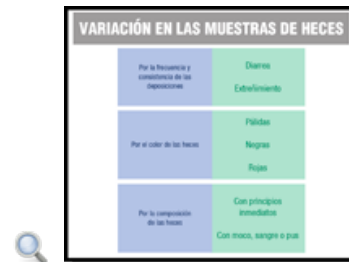 VARIACIÓN EN LAS MUESTRAS DE HECES
Por la frecuencia y
consistencia de las
deposiciones
Diarrea
Estreñimiento
Por el color de las heces
Pálidas
Negras
Rojas
Por la composición
de las heces
Con principios
inmediatos
Con moco, sangre o pus